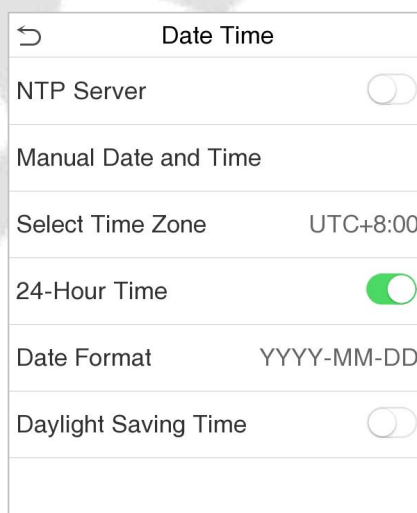 Date Time
NTP Server
Manual Date and Time
Select Time Zone UTC+8:00
24-Hour Time
Date Format YYYY-MM-DD
Daylight Saving Time